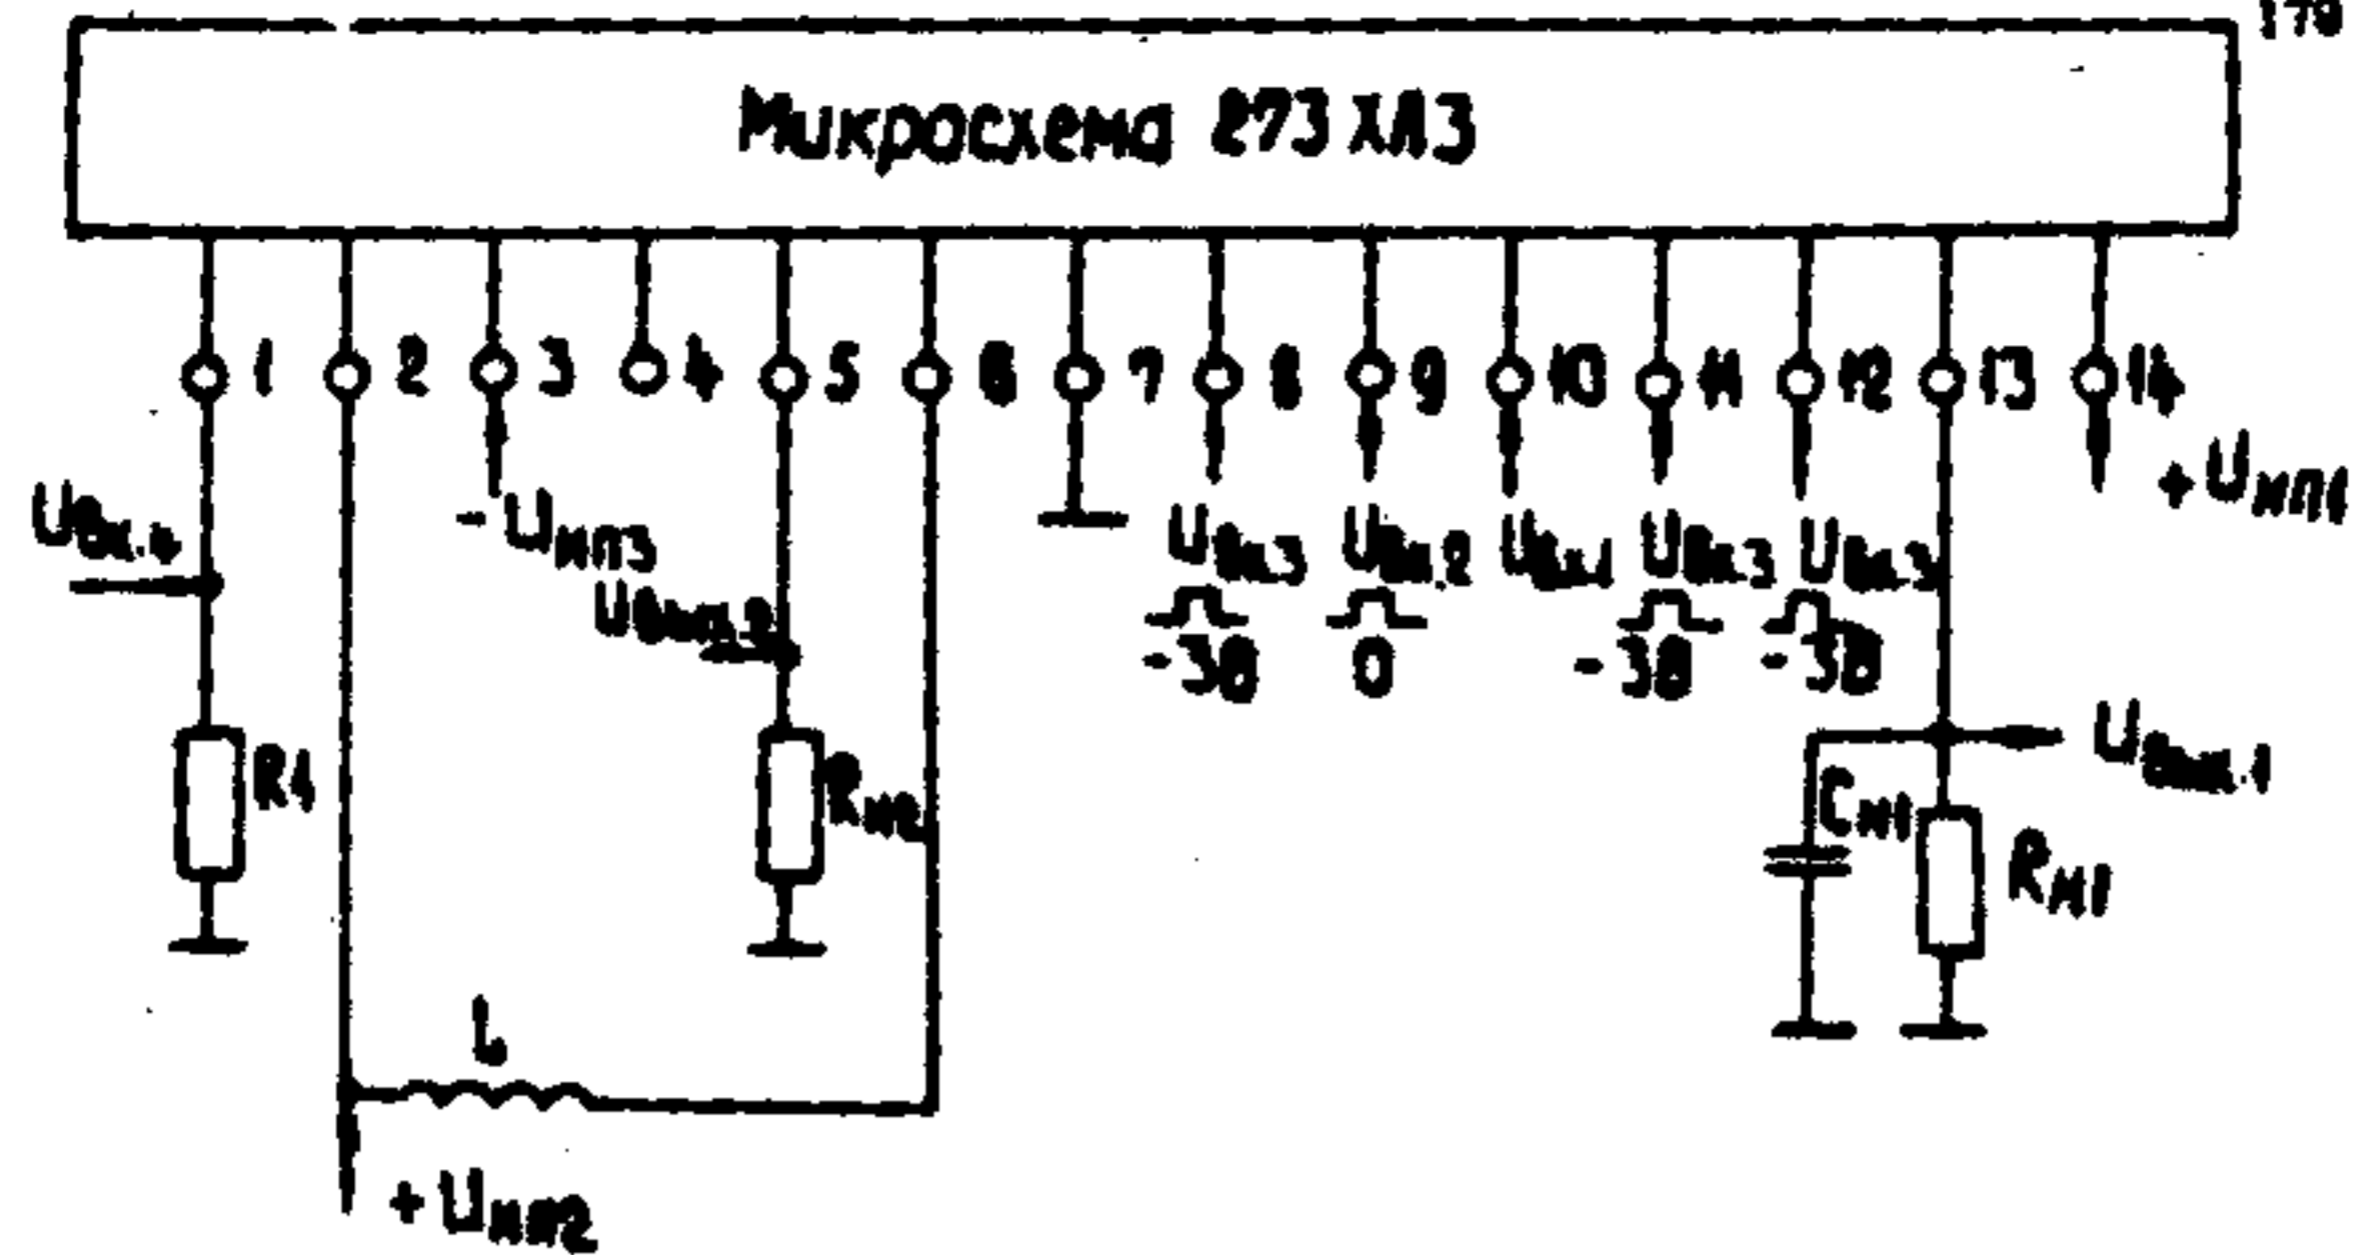 Микросхема 273ХЛ3
1 2 3 4 5 6 7 8 9 10 11 12 13 14
+Uип1
Uвх.4
-Uип3
Uвых.2
Uвх.3 Uвх.2 Uвх.1 Uвх.3 Uвх.3
-3В 0 -3В -3В
Uвых.1
R1
Rн2
Cн1
Rн1
L
+Uип2